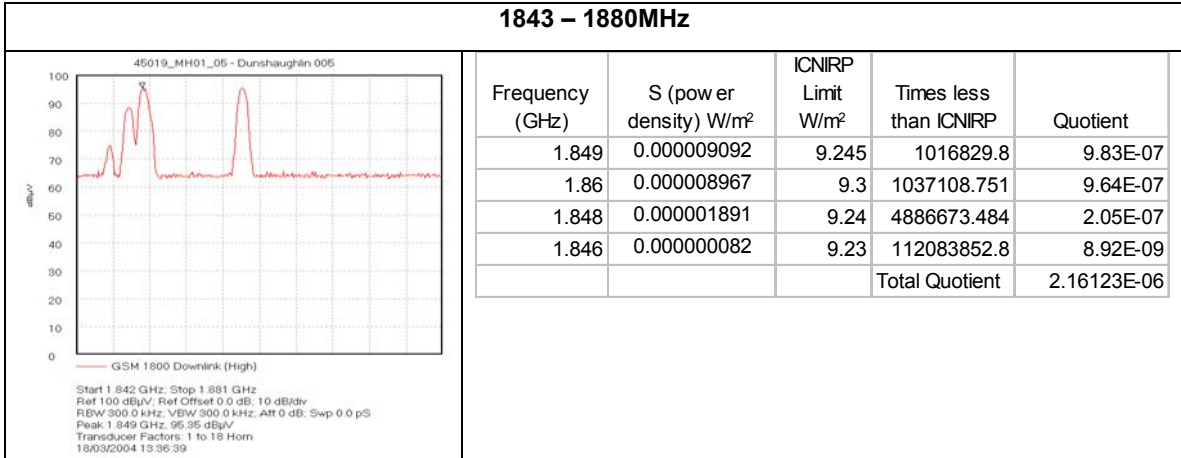 1843 – 1880MHz
45019_MH01_05 - Dunshaughlin 005
100
90
80
70
60
50
40
30
20
10
0
dBµV
GSM 1800 Downlink (High)
Start 1.842 GHz; Stop 1.881 GHz
Ref 100 dBµV; Ref Offset 0.0 dB; 10 dB/div
RBW 300.0 kHz; VBW 300.0 kHz; Att 0 dB; Swp 0.0 pS
Peak 1.849 GHz, 95.35 dBµV
Transducer Factors: 1 to 18 Horn
18/03/2004 13:36:39
Frequency (GHz) S (pow er density) W/m² ICNIRP Limit W/m² Times less than ICNIRP Quotient
1.849 0.000009092 9.245 1016829.8 9.83E-07
1.86 0.000008967 9.3 1037108.751 9.64E-07
1.848 0.000001891 9.24 4886673.484 2.05E-07
1.846 0.000000082 9.23 112083852.8 8.92E-09
Total Quotient 2.16123E-06